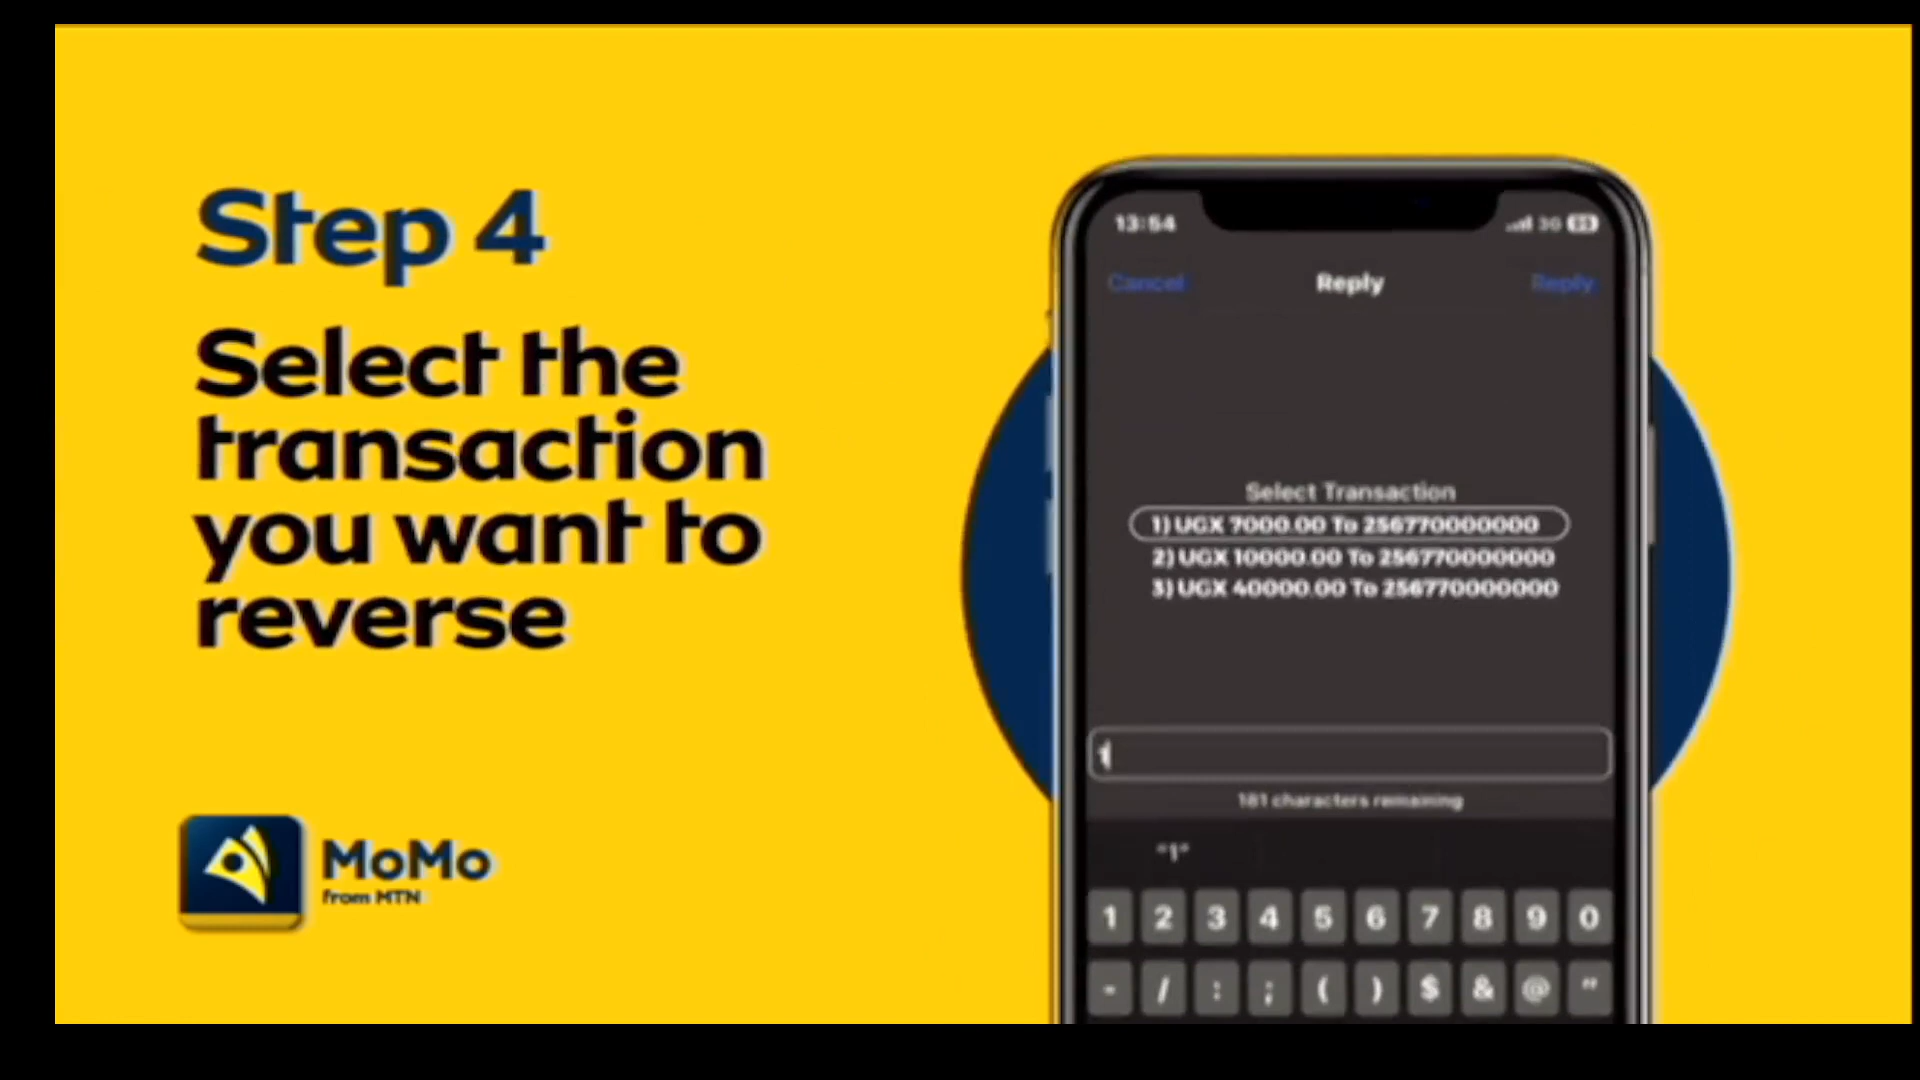 Step 4
Select the
transaction
you want to
reverse
MoMo
from MTN
13:54
3G
Cancel
Reply
Reply
Select Transaction
1) UGX 7000.00 To 256770000000
2) UGX 10000.00 To 256770000000
3) UGX 40000.00 To 256770000000
1
181 characters remaining
"1"
1 2 3 4 5 6 7 8 9 0
- / : ; ( ) $ & @ "